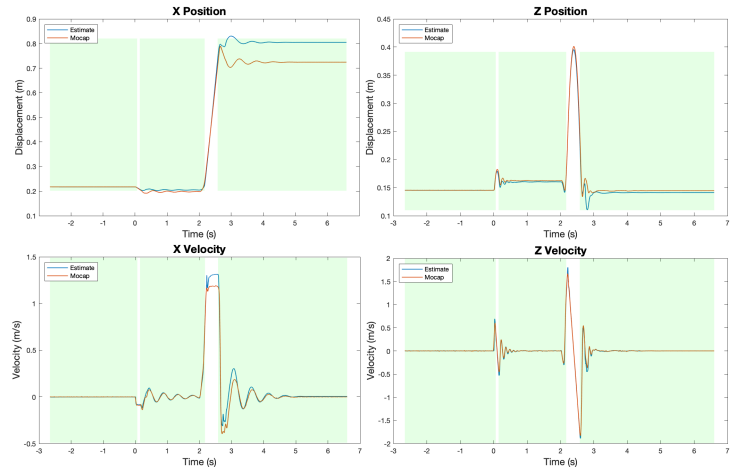 X Position
Estimate
Mocap
Displacement (m)
0.9
0.8
0.7
0.6
0.5
0.4
0.3
0.2
0.1
-3 -2 -1 0 1 2 3 4 5 6 7
Time (s)
Z Position
Estimate
Mocap
Displacement (m)
0.45
0.4
0.35
0.3
0.25
0.2
0.15
0.1
-3 -2 -1 0 1 2 3 4 5 6 7
Time (s)
X Velocity
Estimate
Mocap
Velocity (m/s)
1.5
1
0.5
0
-0.5
-3 -2 -1 0 1 2 3 4 5 6 7
Time (s)
Z Velocity
Estimate
Mocap
Velocity (m/s)
2
1.5
1
0.5
0
-0.5
-1
-1.5
-2
-3 -2 -1 0 1 2 3 4 5 6 7
Time (s)